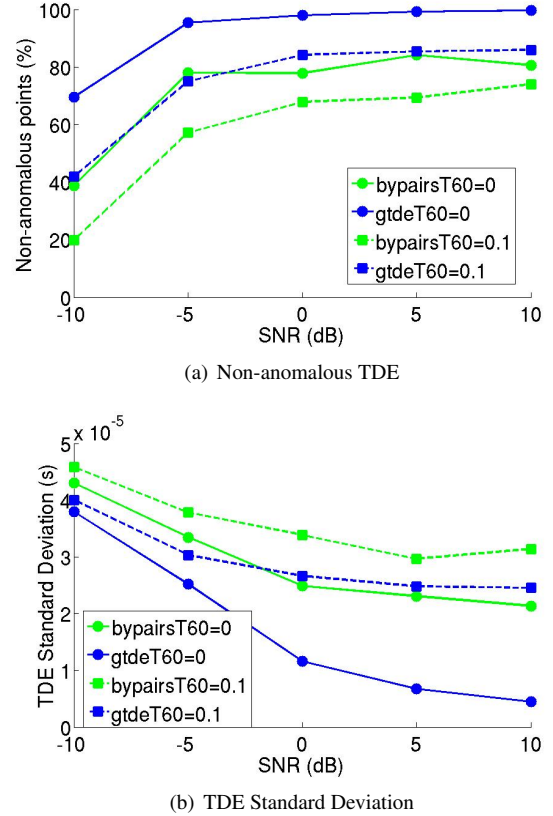 100
80
60
40
20
0
Non-anomalous points (%)
bypairsT60=0
gtdeT60=0
bypairsT60=0.1
gtdeT60=0.1
-10 -5 0 5 10
SNR (dB)
(a) Non-anomalous TDE
x 10^-5
5
4
3
2
1
0
TDE Standard Deviation (s)
bypairsT60=0
gtdeT60=0
bypairsT60=0.1
gtdeT60=0.1
-10 -5 0 5 10
SNR (dB)
(b) TDE Standard Deviation